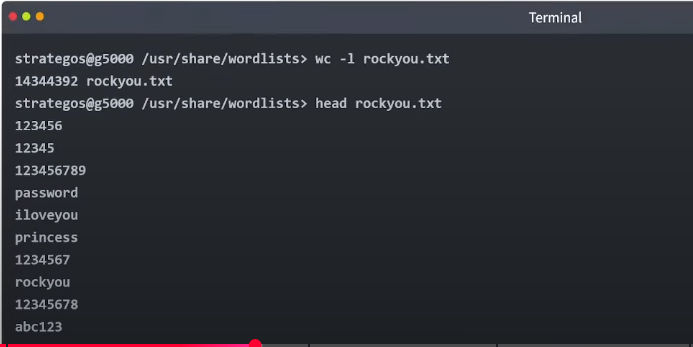 Terminal
strategos@g5000 /usr/share/wordlists> wc -l rockyou.txt
14344392 rockyou.txt
strategos@g5000 /usr/share/wordlists> head rockyou.txt
123456
12345
123456789
password
iloveyou
princess
1234567
rockyou
12345678
abc123